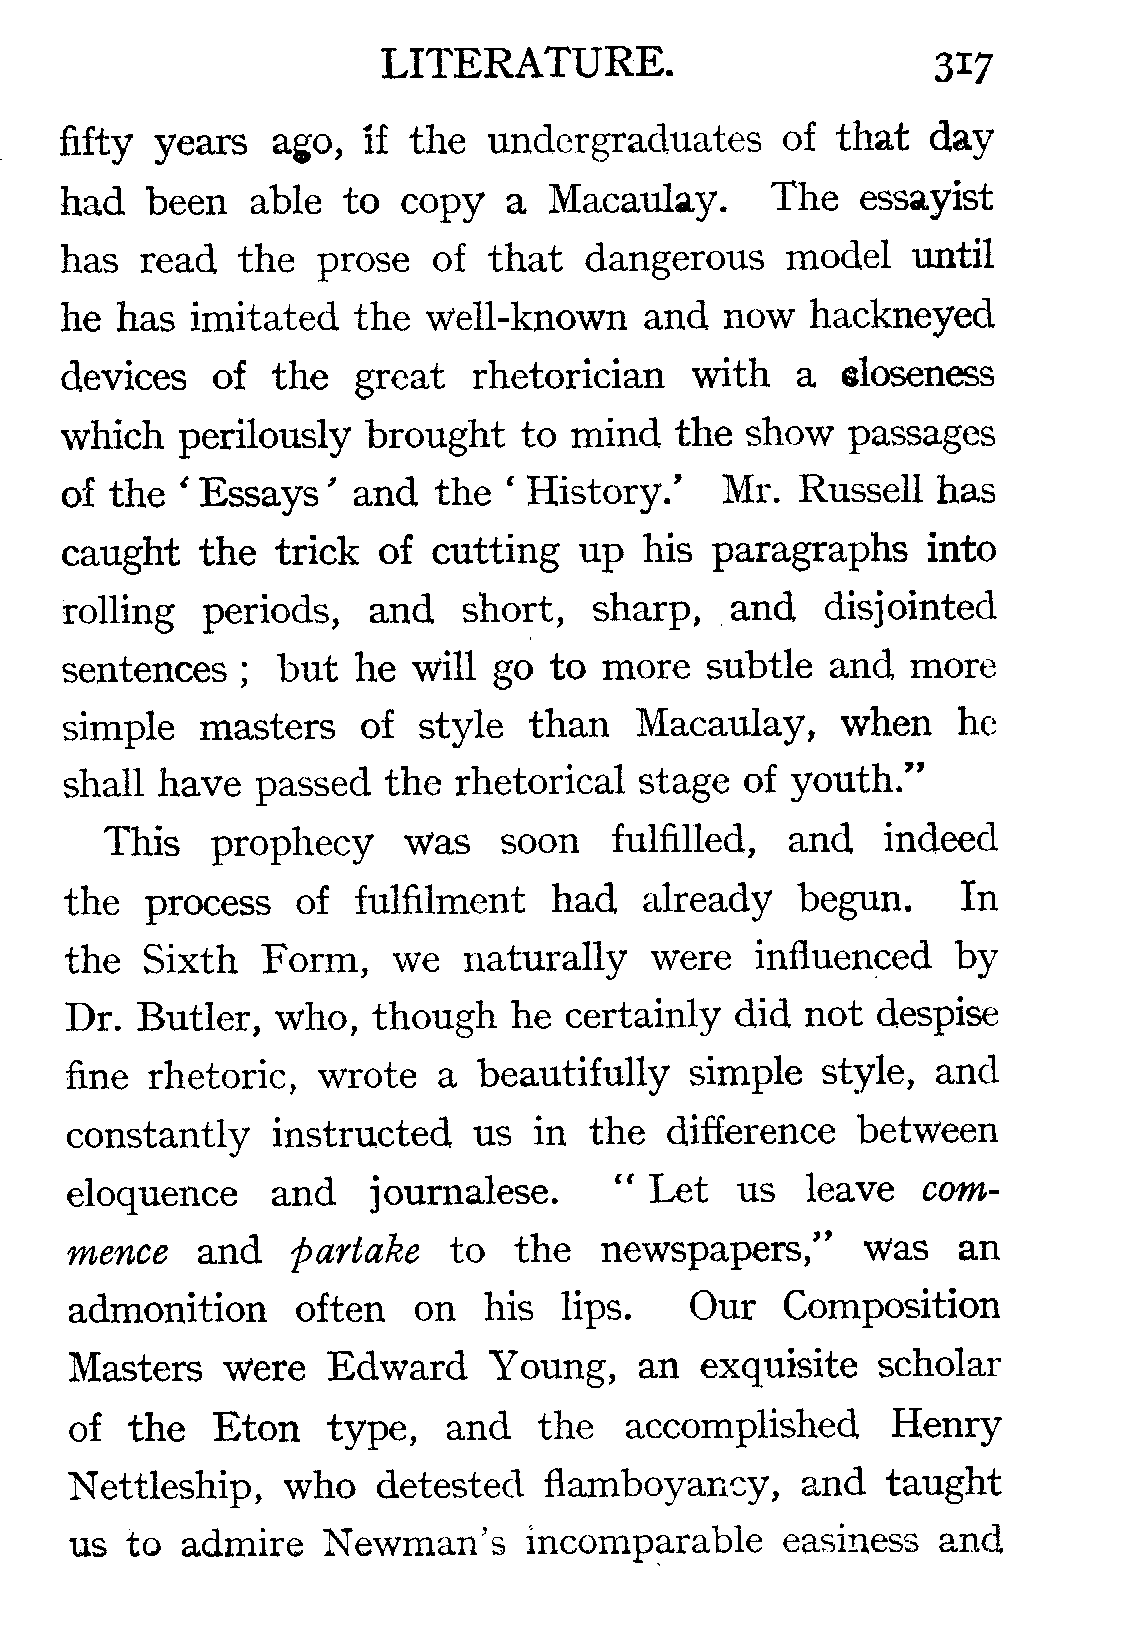 LITERATURE. 317
fifty years ago, if the undergraduates of that day
had been able to copy a Macaulay. The essayist
has read the prose of that dangerous model until
he has imitated the well-known and now hackneyed
devices of the great rhetorician with a closeness
which perilously brought to mind the show passages
of the ‘ Essays ’ and the ‘ History.’ Mr. Russell has
caught the trick of cutting up his paragraphs into
rolling periods, and short, sharp, and disjointed
sentences ; but he will go to more subtle and more
simple masters of style than Macaulay, when he
shall have passed the rhetorical stage of youth.”
This prophecy was soon fulfilled, and indeed
the process of fulfilment had already begun. In
the Sixth Form, we naturally were influenced by
Dr. Butler, who, though he certainly did not despise
fine rhetoric, wrote a beautifully simple style, and
constantly instructed us in the difference between
eloquence and journalese. “ Let us leave com-
mence and partake to the newspapers,” was an
admonition often on his lips. Our Composition
Masters were Edward Young, an exquisite scholar
of the Eton type, and the accomplished Henry
Nettleship, who detested flamboyancy, and taught
us to admire Newman’s incomparable easiness and